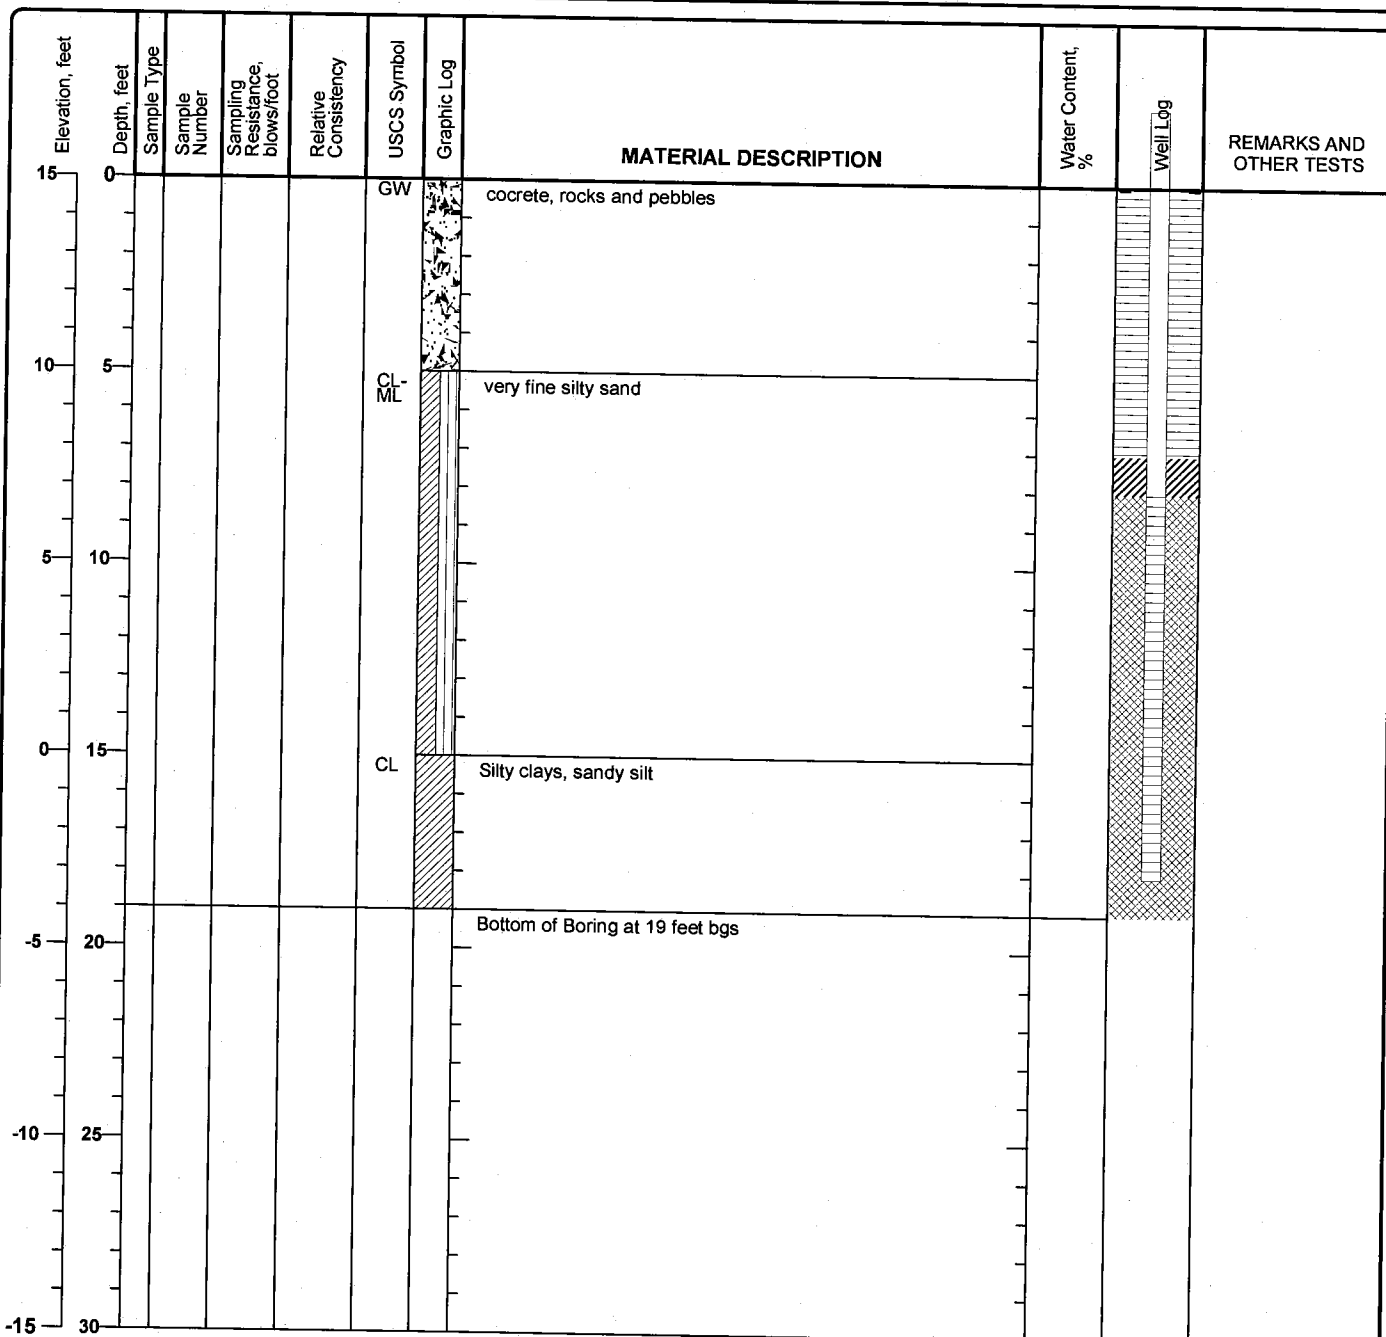 Elevation, feet
Depth, feet
Sample Type
Sample
Number
Sampling
Resistance,
blows/foot
Relative
Consistency
USCS Symbol
Graphic Log
MATERIAL DESCRIPTION
Water Content,
%
Well Log
REMARKS AND
OTHER TESTS
15 0
GW cocrete, rocks and pebbles
10 5
CL-
ML
very fine silty sand
5 10
0 15
CL Silty clays, sandy silt
Bottom of Boring at 19 feet bgs
-5 20
-10 25
-15 30